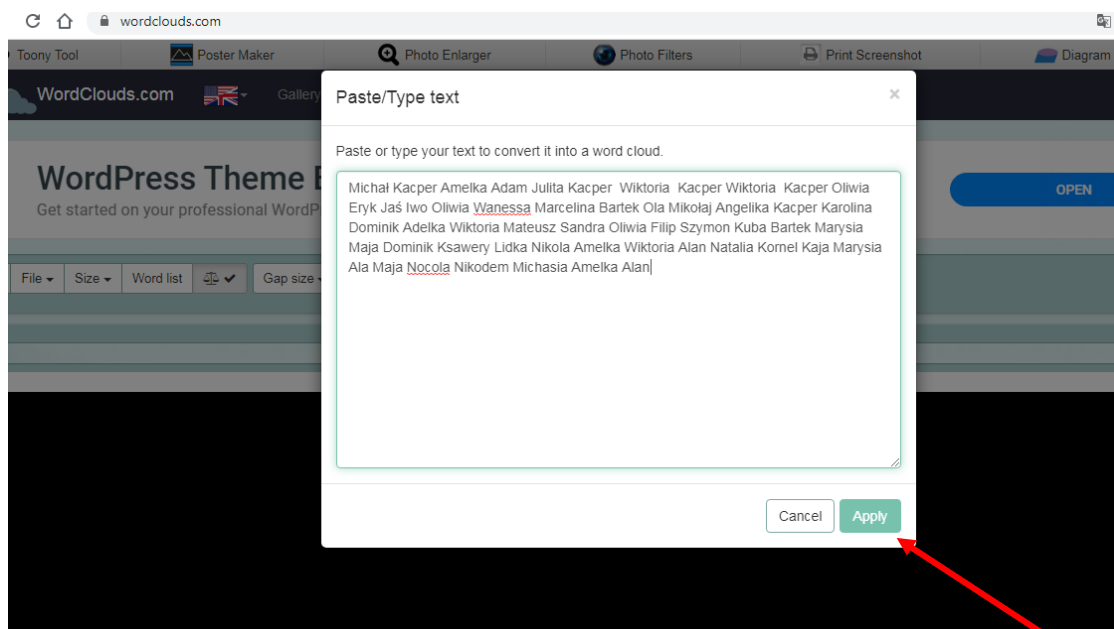 wordclouds.com
Toony Tool Poster Maker Photo Enlarger Photo Filters Print Screenshot Diagram
WordClouds.com Gallery
Paste/Type text ×
Paste or type your text to convert it into a word cloud.
WordPress Theme
Get started on your professional WordP
OPEN
Michał Kacper Amelka Adam Julita Kacper  Wiktoria  Kacper Wiktoria  Kacper Oliwia
Eryk Jaś Iwo Oliwia Wanessa Marcelina Bartek Ola Mikołaj Angelika Kacper Karolina
Dominik Adelka Wiktoria Mateusz Sandra Oliwia Filip Szymon Kuba Bartek Marysia
Maja Dominik Ksawery Lidka Nikola Amelka Wiktoria Alan Natalia Kornel Kaja Marysia
Ala Maja Nocola Nikodem Michasia Amelka Alan
File Size Word list Gap size
Cancel Apply